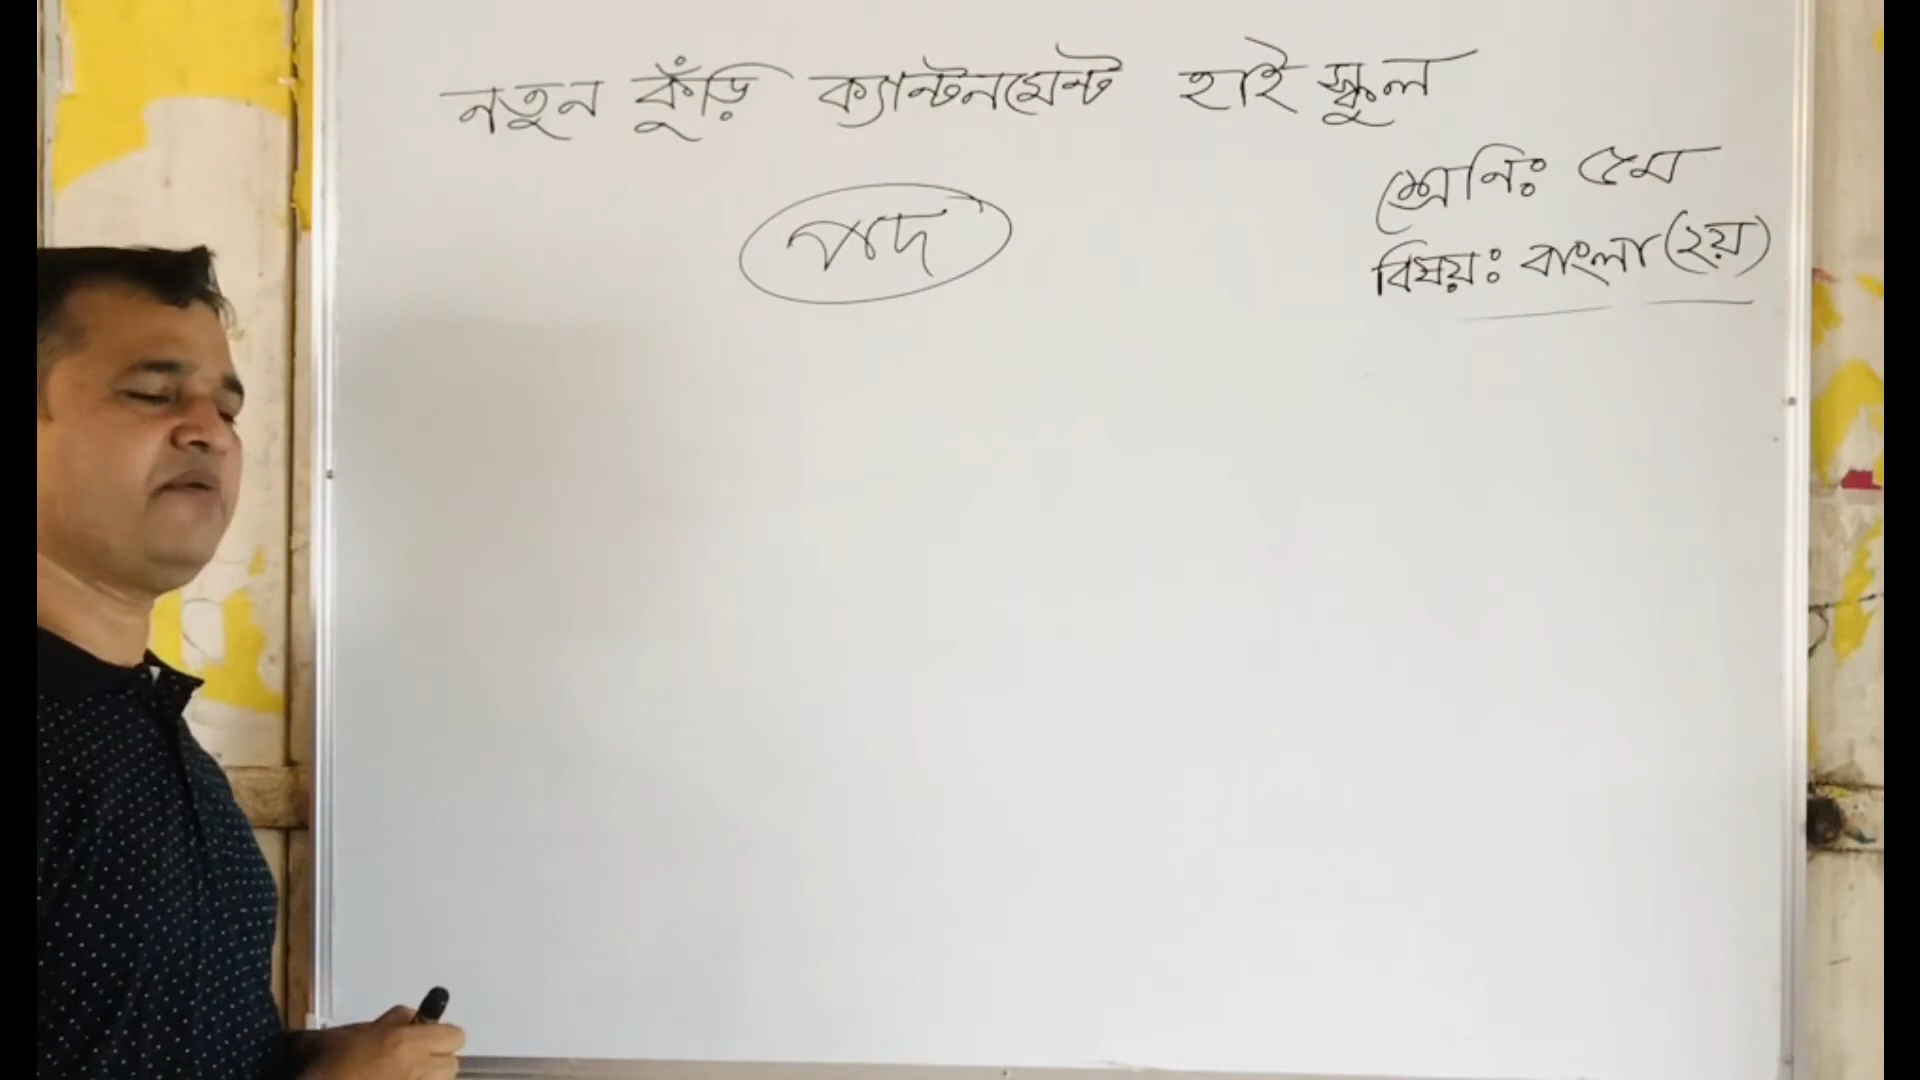 নতুন কুঁড়ি ক্যান্টনমেন্ট হাই স্কুল
শ্রেনিঃ ৫ম
পদ
বিষয়ঃ বাংলা (২য়)